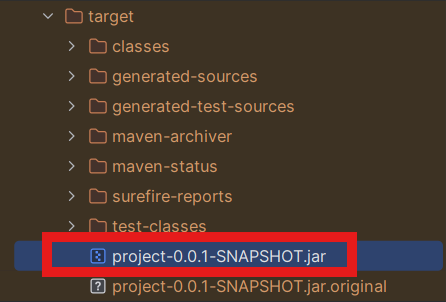 target
classes
generated-sources
generated-test-sources
maven-archiver
maven-status
surefire-reports
test-classes
project-0.0.1-SNAPSHOT.jar
project-0.0.1-SNAPSHOT.jar.original